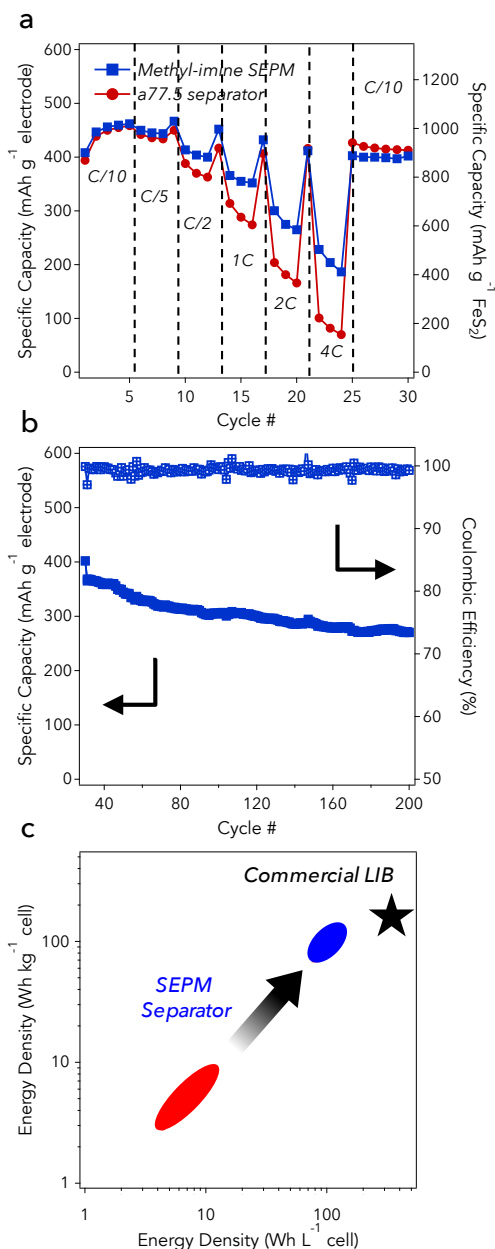 a
600
500
400
300
200
100
0
Specific Capacity (mAh g⁻¹ electrode)
Methyl-imine SEPM
a77.5 separator
C/10
C/5
C/2
1C
2C
4C
C/10
1200
1000
800
600
400
200
0
Specific Capacity (mAh g⁻¹ FeS₂)
5
10
15
20
25
30
Cycle #
b
600
500
400
300
200
100
0
Specific Capacity (mAh g⁻¹ electrode)
100
90
80
70
60
50
Coulombic Efficiency (%)
40
80
120
160
200
Cycle #
c
Commercial LIB
SEPM
Separator
100
10
1
Energy Density (Wh kg⁻¹ cell)
1
10
100
Energy Density (Wh L⁻¹ cell)